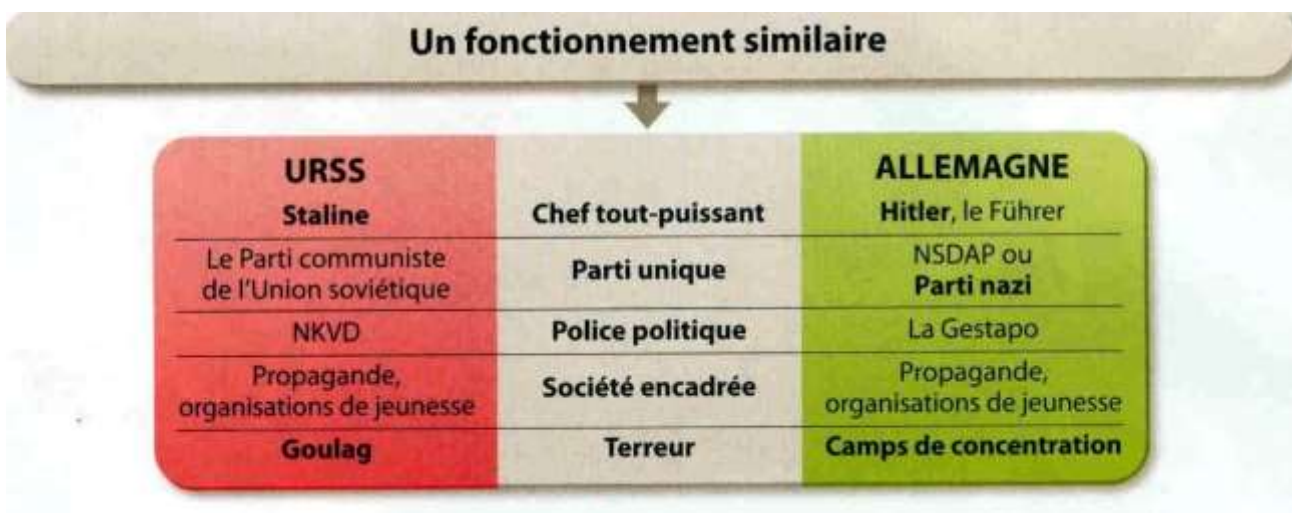 Un fonctionnement similaire
URSS
ALLEMAGNE
Staline
Chef tout-puissant
Hitler, le Führer
Le Parti communiste
de l'Union soviétique
Parti unique
NSDAP ou
Parti nazi
NKVD
Police politique
La Gestapo
Propagande,
organisations de jeunesse
Société encadrée
Propagande,
organisations de jeunesse
Goulag
Terreur
Camps de concentration